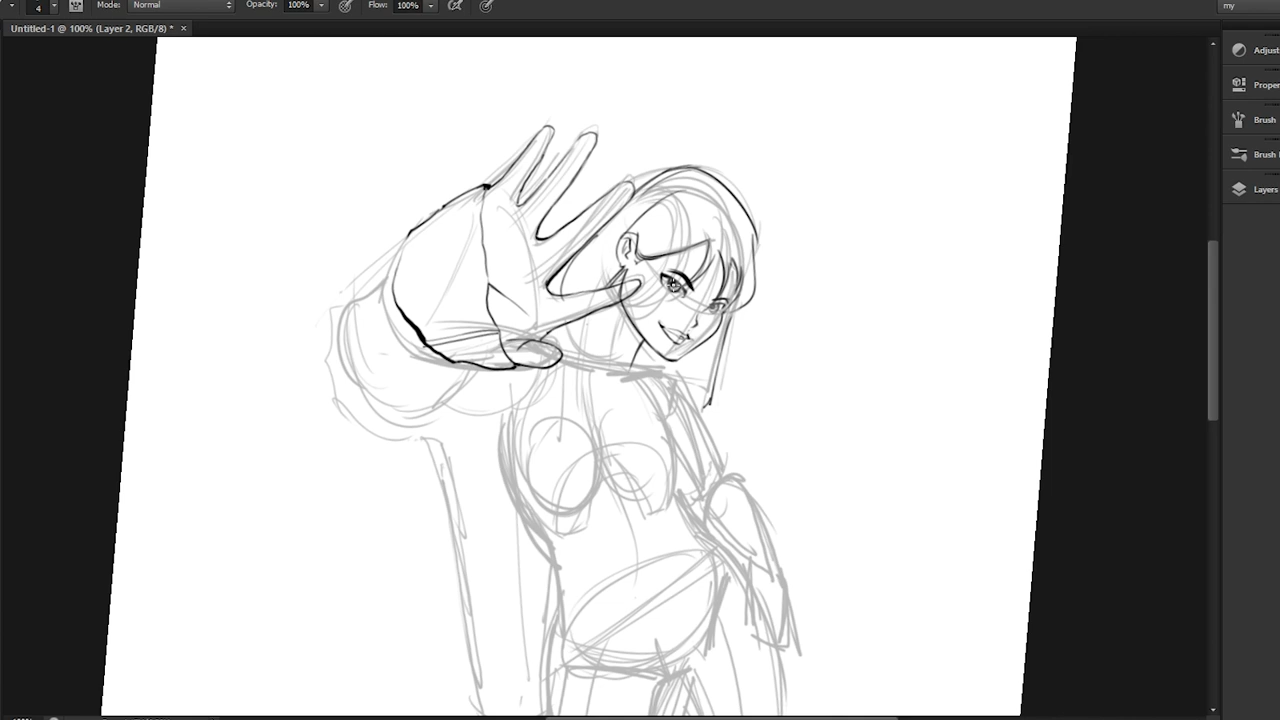 4 Mode: Normal Opacity: 100% Flow: 100% my
Untitled-1 @ 100% (Layer 2, RGB/8) * ×
Adjust
Proper
Brush
Brush
Layers